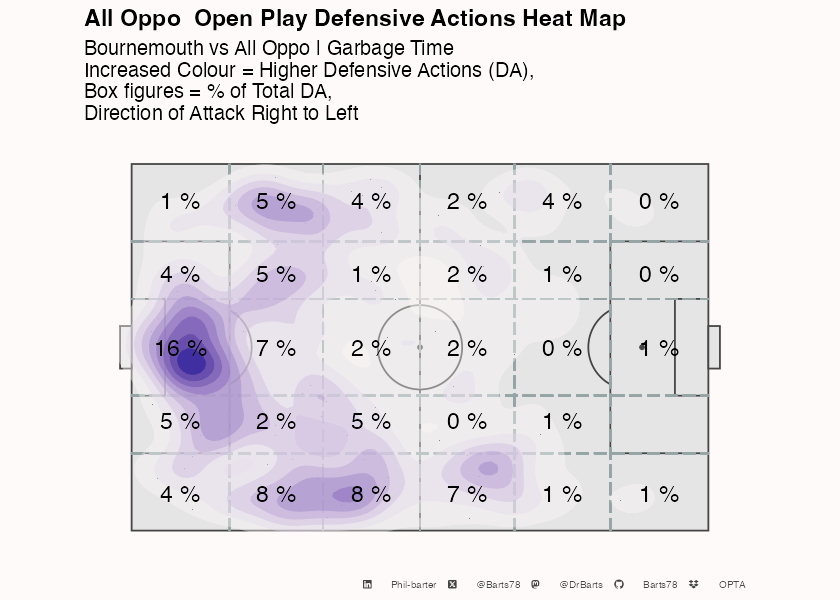 All Oppo  Open Play Defensive Actions Heat Map
Bournemouth vs All Oppo | Garbage Time
Increased Colour = Higher Defensive Actions (DA),
Box figures = % of Total DA,
Direction of Attack Right to Left
1 % 5 % 4 % 2 % 4 % 0 %
4 % 5 % 1 % 2 % 1 % 0 %
16 % 7 % 2 % 2 % 0 % 1 %
5 % 2 % 5 % 0 % 1 %
4 % 8 % 8 % 7 % 1 % 1 %
Phil-barter @Barts78 @DrBarts Barts78 OPTA